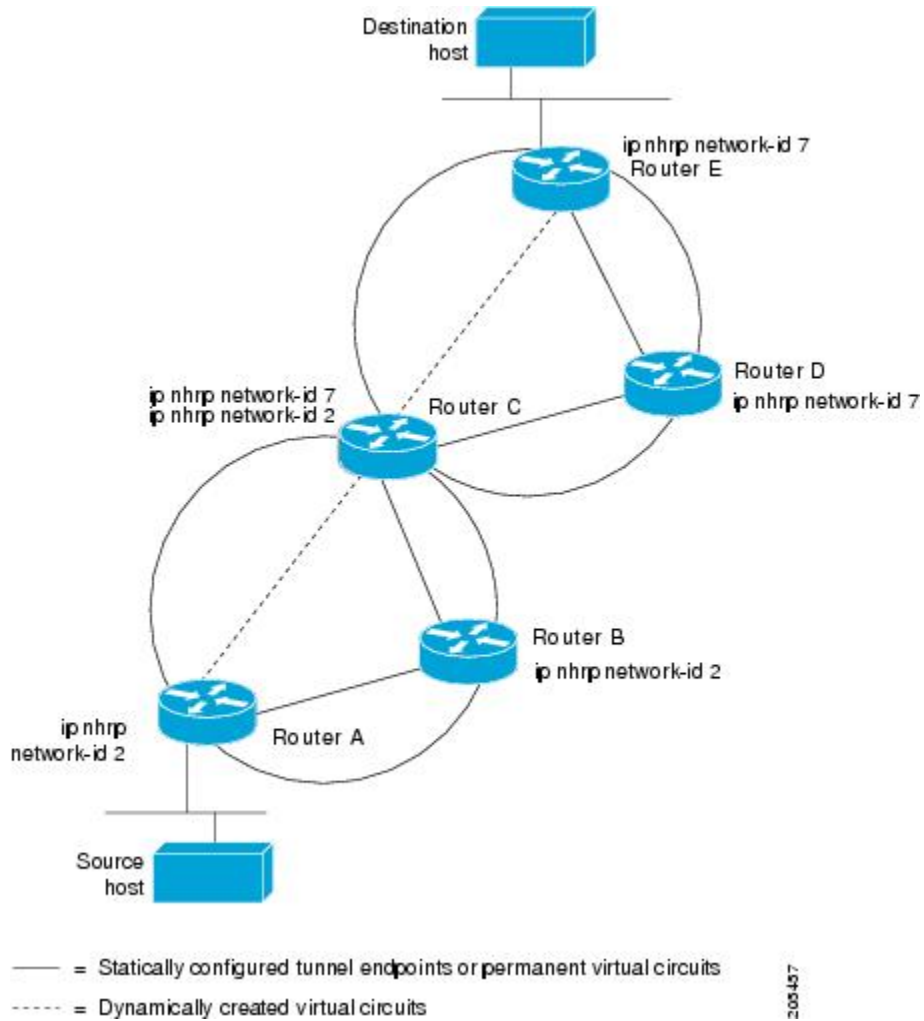 Destination
host
ip nhrp network-id 7
Router E
Router D
ip nhrp network-id 7
ip nhrp network-id 7
ip nhrp network-id 2
Router C
Router B
ip nhrp network-id 2
ip nhrp
network-id 2
Router A
Source
host
= Statically configured tunnel endpoints or permanent virtual circuits
= Dynamically created virtual circuits